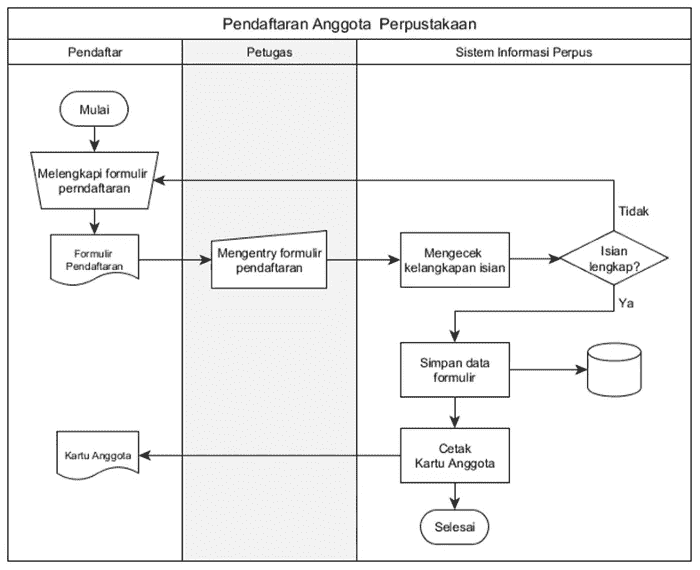 Pendaftaran Anggota Perpustakaan
Pendaftar
Petugas
Sistem Informasi Perpus
Mulai
Melengkapi formulir
perndaftaran
Formulir
Pendaftaran
Mengentry formulir
pendaftaran
Mengecek
kelangkapan isian
Isian
lengkap?
Tidak
Ya
Simpan data
formulir
Cetak
Kartu Anggota
Kartu Anggota
Selesai